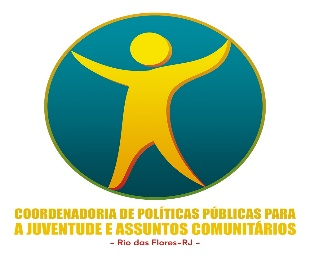 COORDENADORIA DE POLÍTICAS PÚBLICAS PARA
A JUVENTUDE E ASSUNTOS COMUNITÁRIOS
- Rio das Flores-RJ -